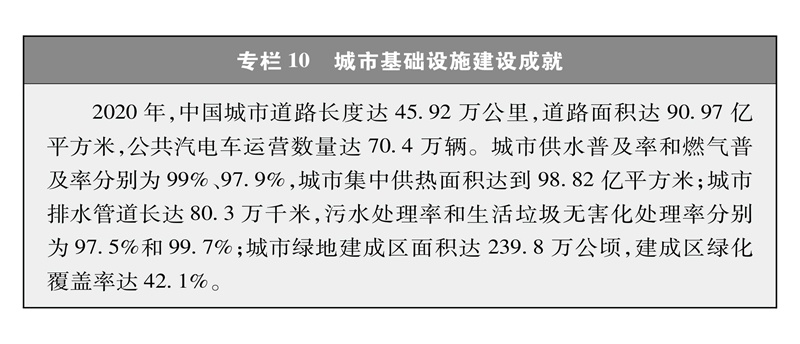 专栏 10 城市基础设施建设成就
2020 年,中国城市道路长度达 45.92 万公里,道路面积达 90.97 亿
平方米,公共汽电车运营数量达 70.4 万辆。城市供水普及率和燃气普
及率分别为 99%、97.9%,城市集中供热面积达到 98.82 亿平方米;城市
排水管道长达 80.3 万千米,污水处理率和生活垃圾无害化处理率分别
为 97.5%和 99.7%;城市绿地建成区面积达 239.8 万公顷,建成区绿化
覆盖率达 42.1%。